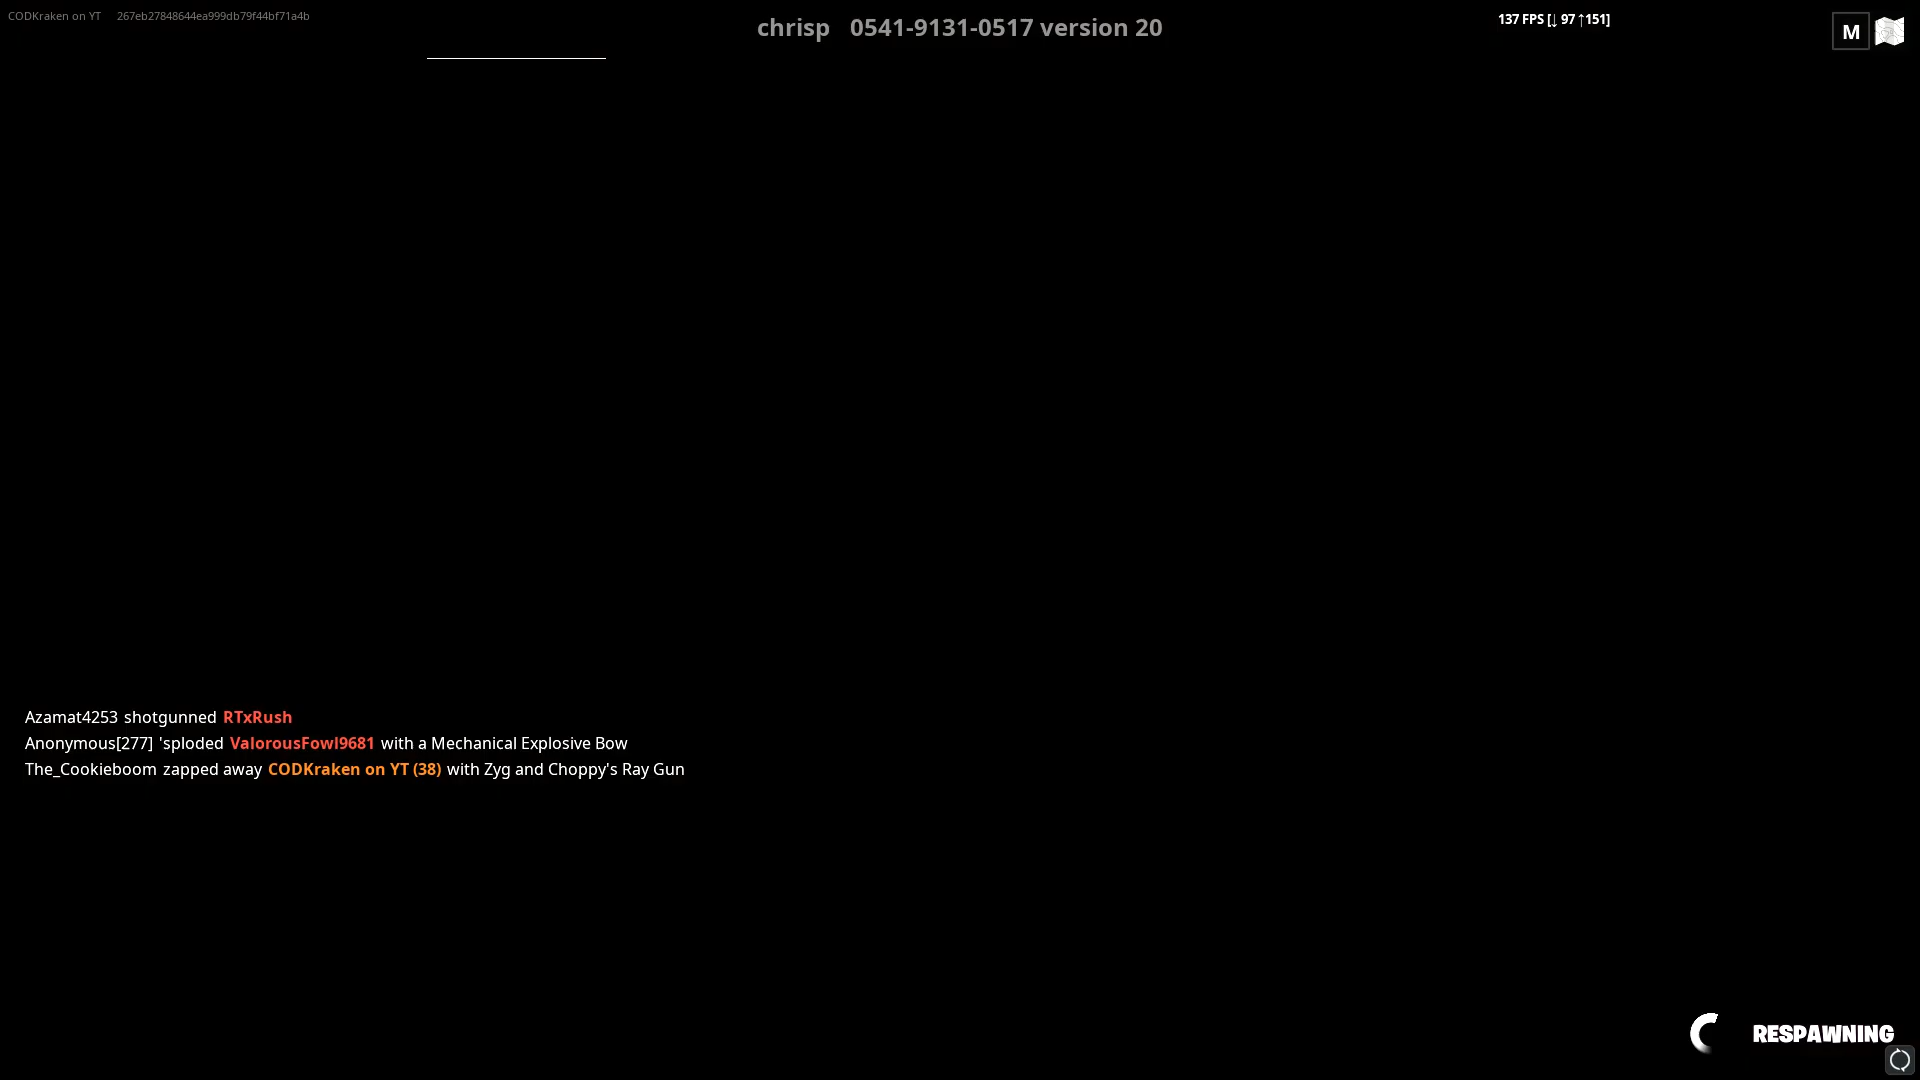 CODKraken on YT 267eb27848644ea999db79f44bf71a4b
chrisp 0541-9131-0517 version 20
137 FPS [↓ 97 ↑151]
M
Azamat4253 shotgunned RTxRush
Anonymous[277] 'sploded ValorousFowl9681 with a Mechanical Explosive Bow
The_Cookieboom zapped away CODKraken on YT (38) with Zyg and Choppy's Ray Gun
RESPAWNING